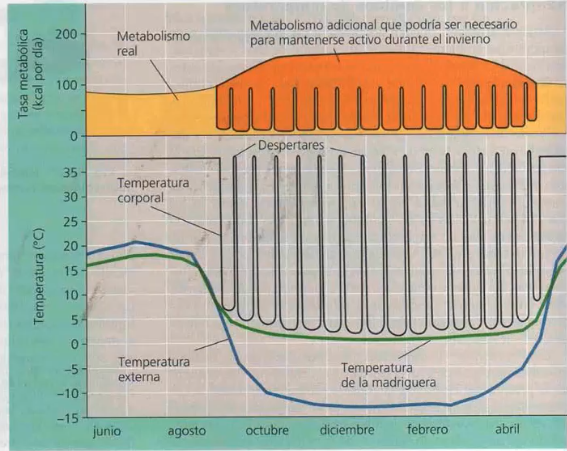 Tasa metabólica
(kcal por día)
200
100
0
Metabolismo
real
Metabolismo adicional que podría ser necesario
para mantenerse activo durante el invierno
Despertares
Temperatura (°C)
35
30
25
20
15
10
5
0
−5
−10
−15
Temperatura
corporal
Temperatura
externa
Temperatura
de la madriguera
junio
agosto
octubre
diciembre
febrero
abril